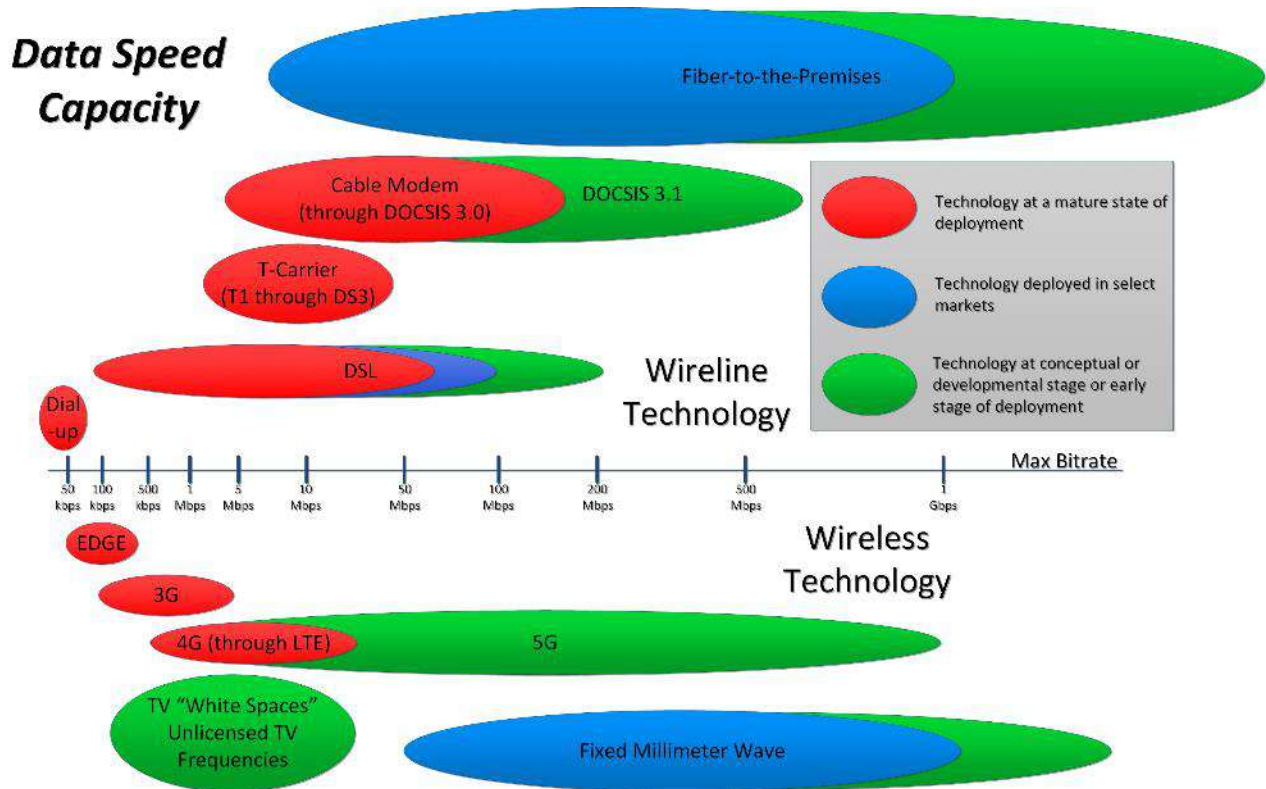 Data Speed
Capacity
Fiber-to-the-Premises
Cable Modem
(through DOCSIS 3.0)
DOCSIS 3.1
Technology at a mature state of
deployment
T-Carrier
(T1 through DS3)
Technology deployed in select
markets
DSL
Wireline
Technology
Technology at conceptual or
developmental stage or early
stage of deployment
Dial
-up
Max Bitrate
50
kbps
100
kbps
500
kbps
1
Mbps
5
Mbps
10
Mbps
50
Mbps
100
Mbps
200
Mbps
500
Mbps
1
Gbps
EDGE
Wireless
Technology
3G
4G (through LTE)
5G
TV “White Spaces”
Unlicensed TV
Frequencies
Fixed Millimeter Wave